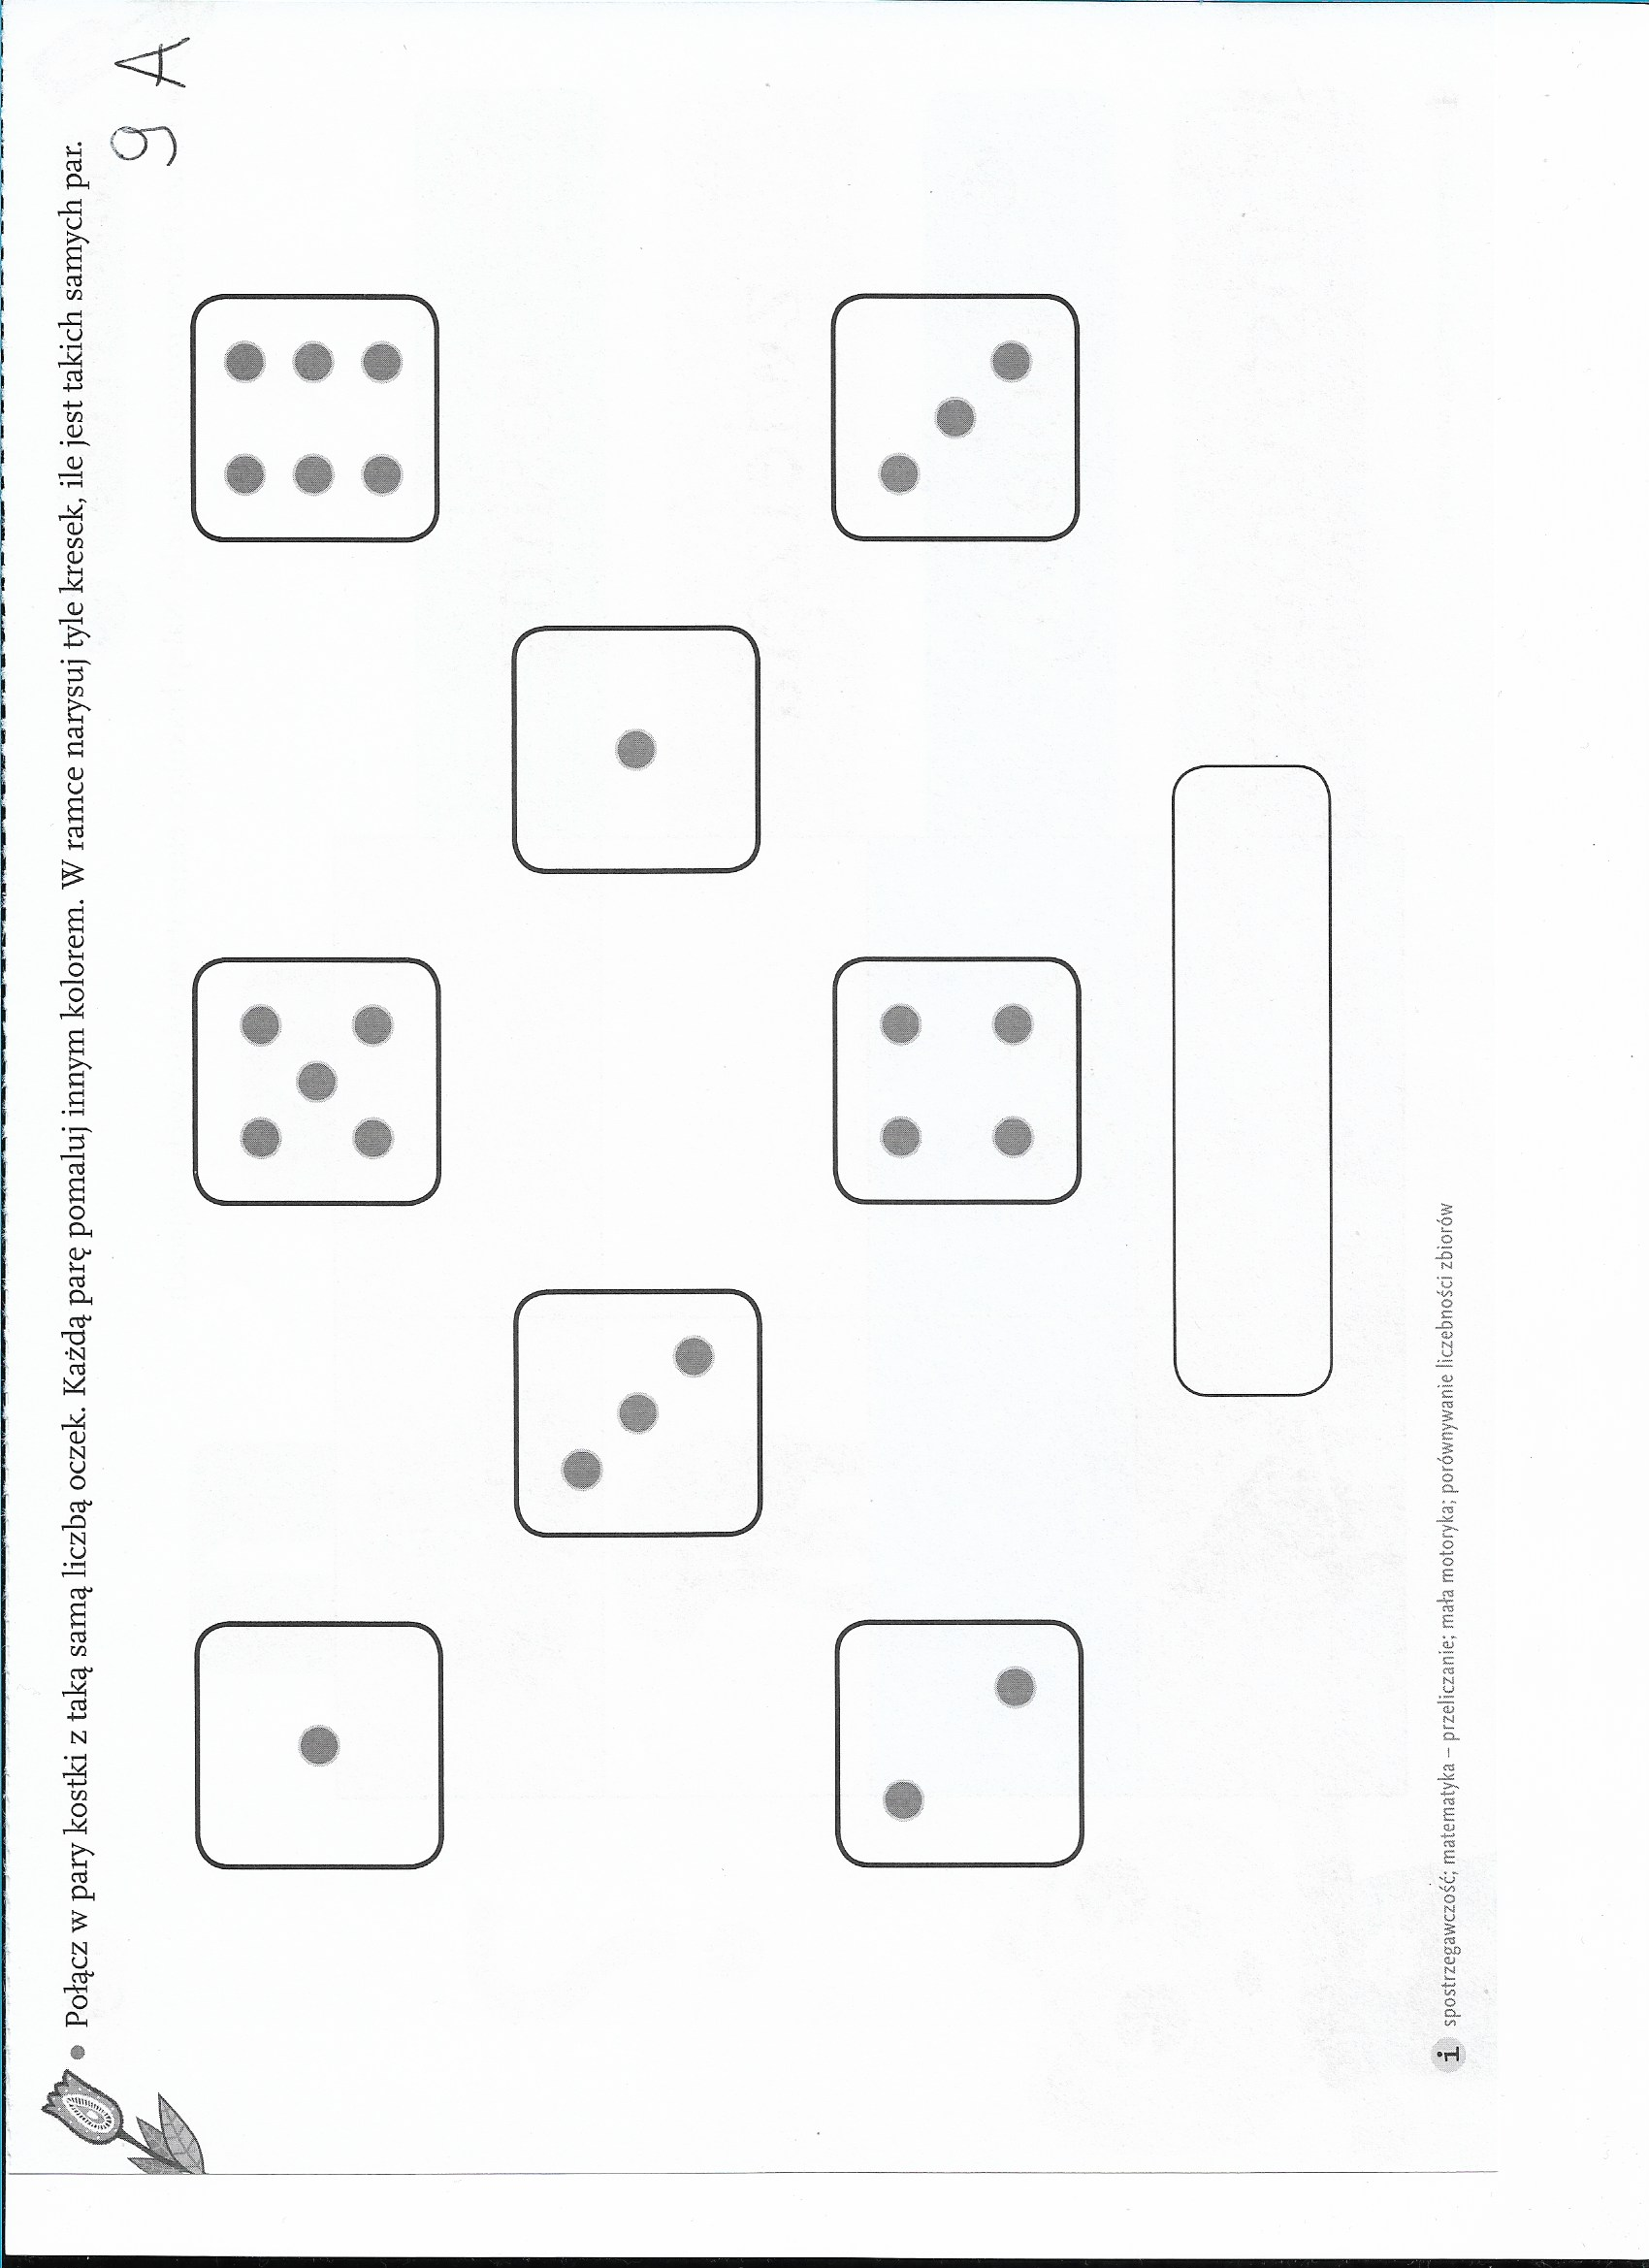 ● Połącz w pary kostki z taką samą liczbą oczek. Każdą parę pomaluj innym kolorem. W ramce narysuj tyle kresek, ile jest takich samych par.
9 A
i spostrzegawczość; matematyka – przeliczanie; mała motoryka; porównywanie liczebności zbiorów